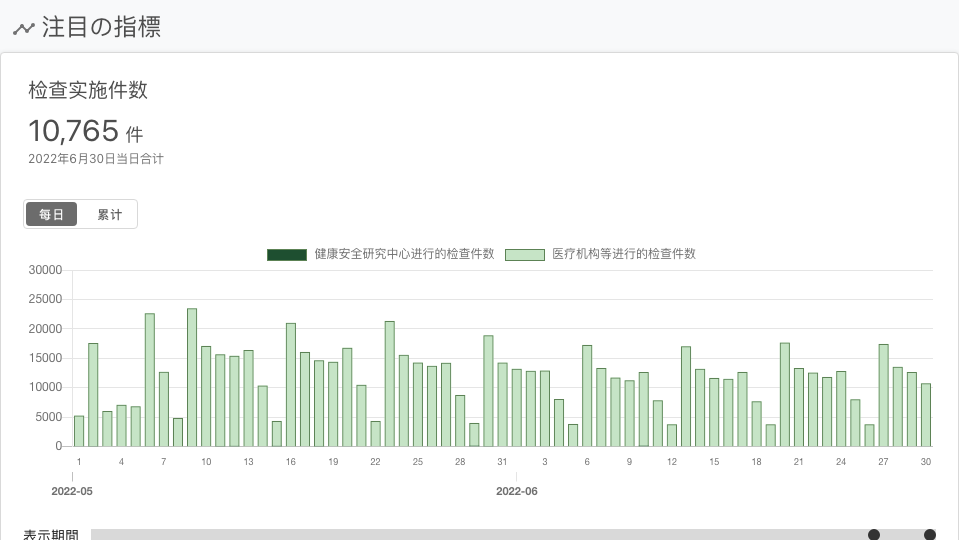 注目の指標
检查实施件数
10,765 件
2022年6月30日当日合计
每日 累计
健康安全研究中心进行的检查件数 医疗机构等进行的检查件数
30000
25000
20000
15000
10000
5000
0
1 4 7 10 13 16 19 22 25 28 31 3 6 9 12 15 18 21 24 27 30
2022-05 2022-06
表示期間